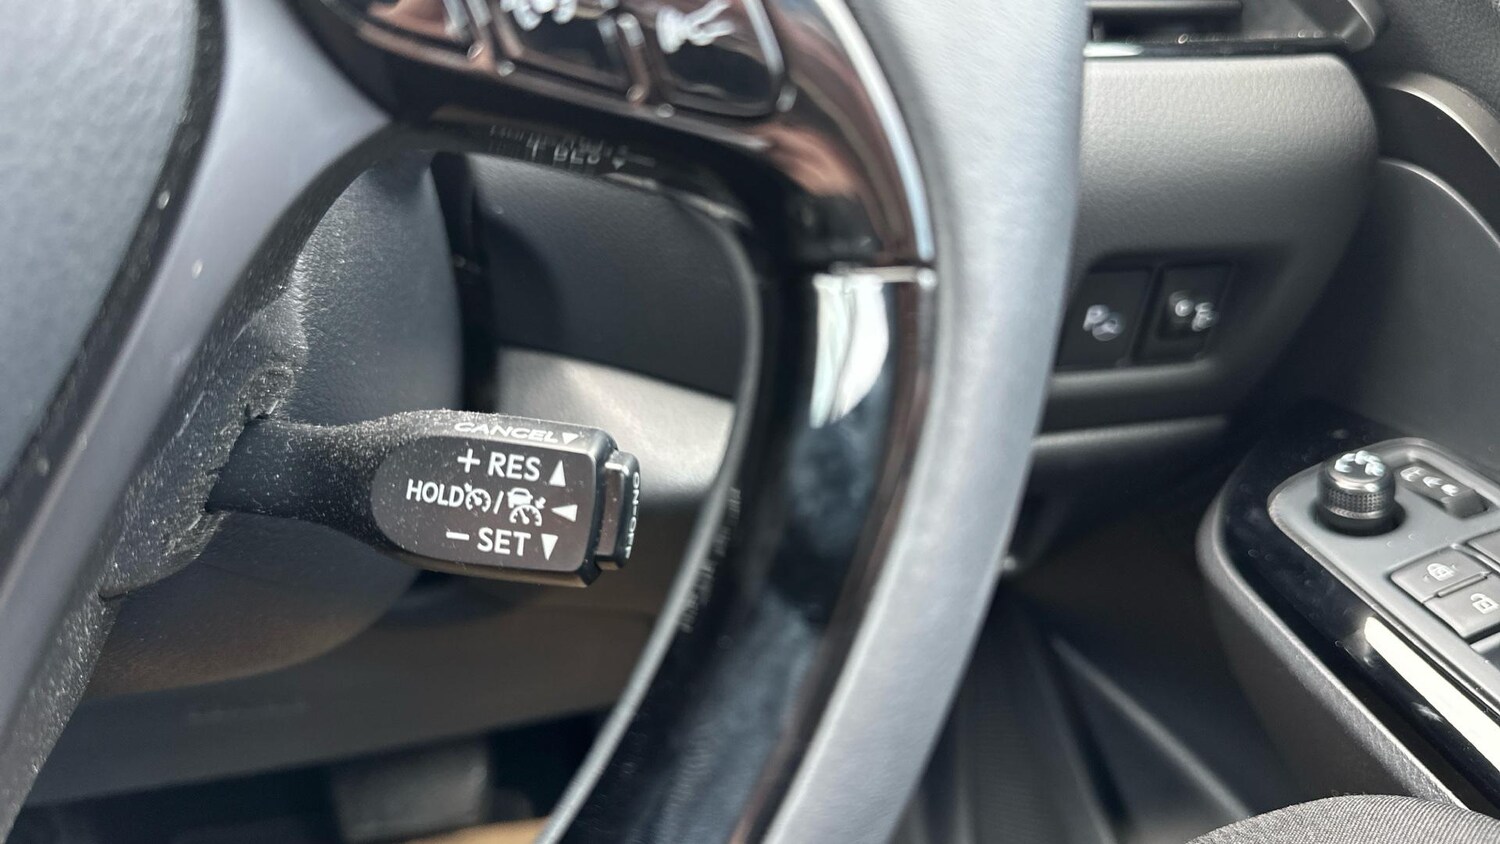 CANCEL▼
+ RES ▲
HOLD / ◄
− SET ▼
ON-OFF